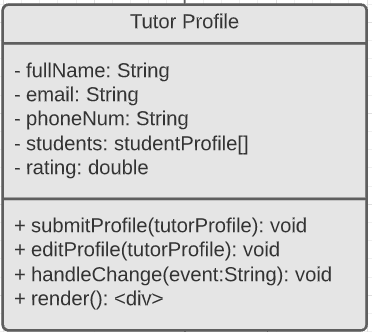 Tutor Profile
- fullName: String
- email: String
- phoneNum: String
- students: studentProfile[]
- rating: double
+ submitProfile(tutorProfile): void
+ editProfile(tutorProfile): void
+ handleChange(event:String): void
+ render(): <div>